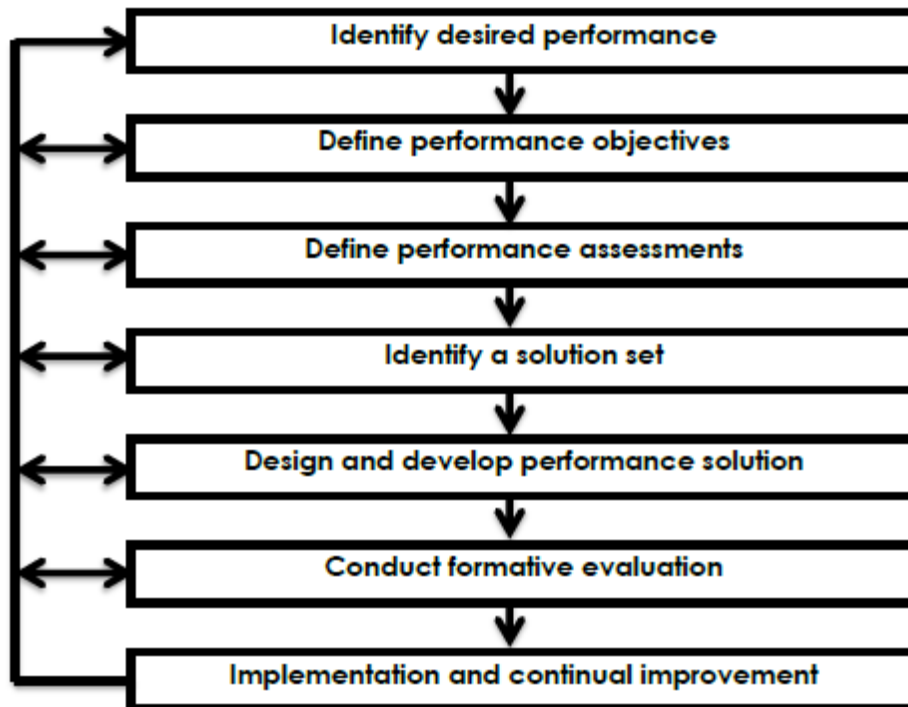 Identify desired performance
Define performance objectives
Define performance assessments
Identify a solution set
Design and develop performance solution
Conduct formative evaluation
Implementation and continual improvement